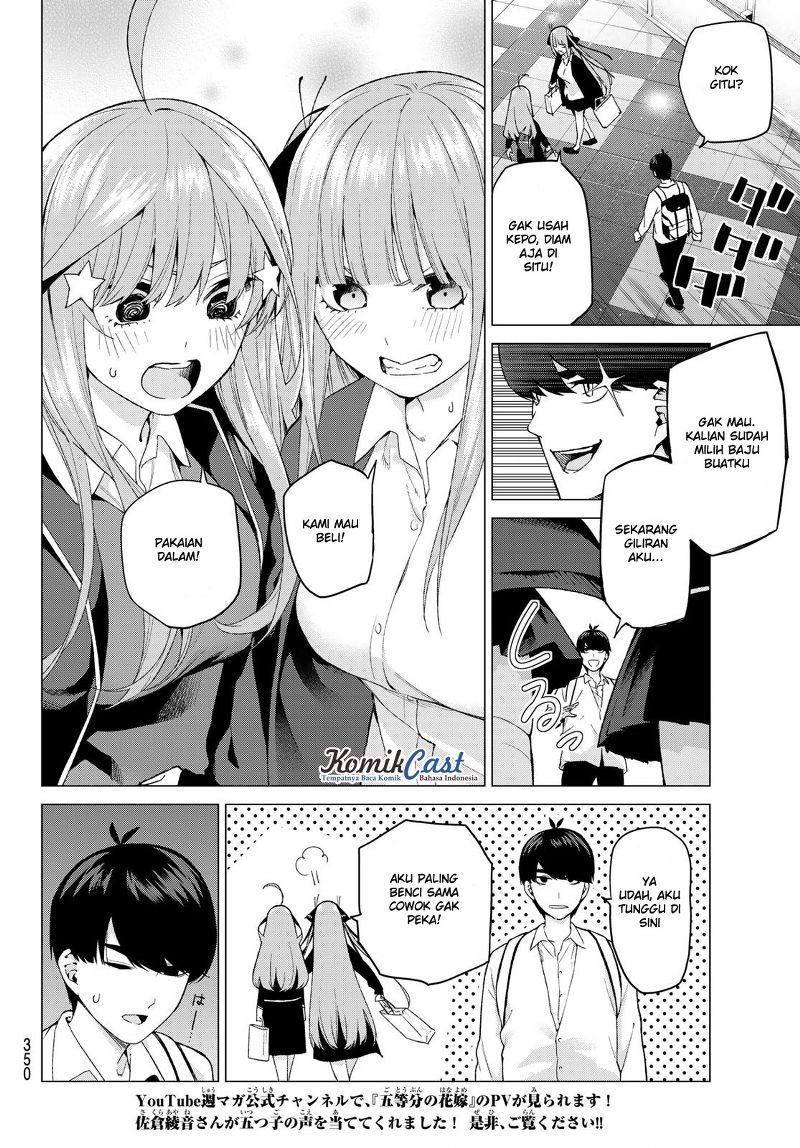 KOK
GITU?
GAK USAH
KEPO, DIAM
AJA DI
SITU!
ダダダダ
GAK MAU.
KALIAN SUDAH
MILIH BAJU
BUATKU
SEKARANG
GILIRAN
AKU...
じ
ろ
っ
KAMI MAU
BELI!
PAKAIAN
DALAM!
KomikCast
Tempatnya Baca Komik Bahasa Indonesia
YA
UDAH, AKU
TUNGGU DI
SINI
AKU PALING
BENCI SAMA
COWOK GAK
PEKA!
はー…
350
YouTube週マガ公式チャンネルで、『五等分の花嫁』のPVが見られます!
佐倉綾音さんが五つ子の声を当ててくれました! 是非、ご覧ください!!